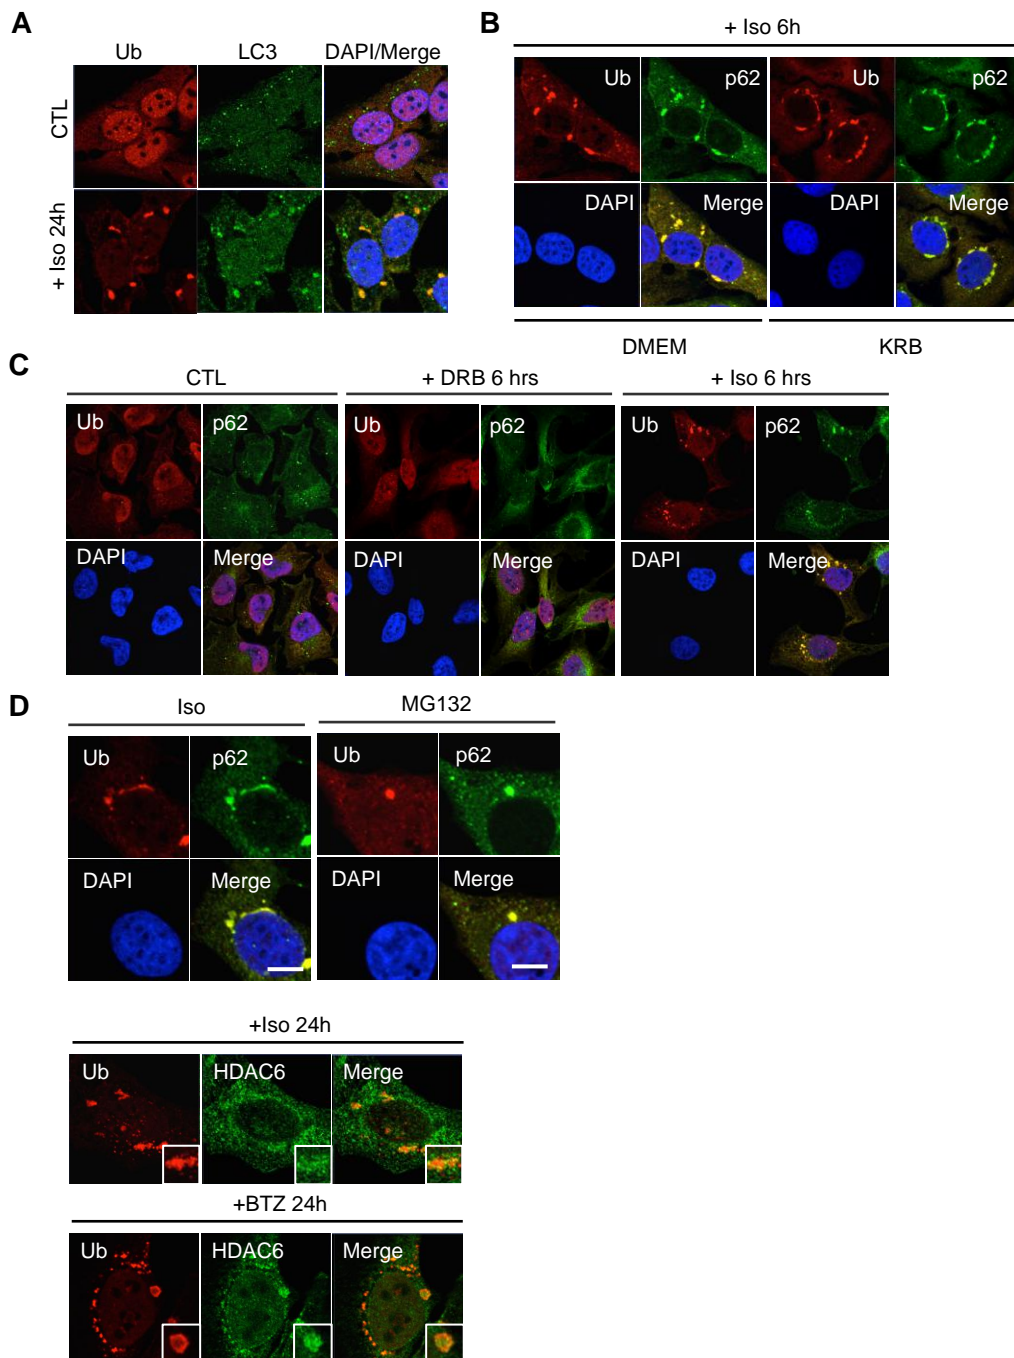 A
Ub LC3 DAPI/Merge
CTL
+ Iso 24h
B
+ Iso 6h
Ub p62 Ub p62
DAPI Merge DAPI Merge
DMEM KRB
C
CTL + DRB 6 hrs + Iso 6 hrs
Ub p62 Ub p62 Ub p62
DAPI Merge DAPI Merge DAPI Merge
D
Iso MG132
Ub p62 Ub p62
DAPI Merge DAPI Merge
+Iso 24h
Ub HDAC6 Merge
+BTZ 24h
Ub HDAC6 Merge